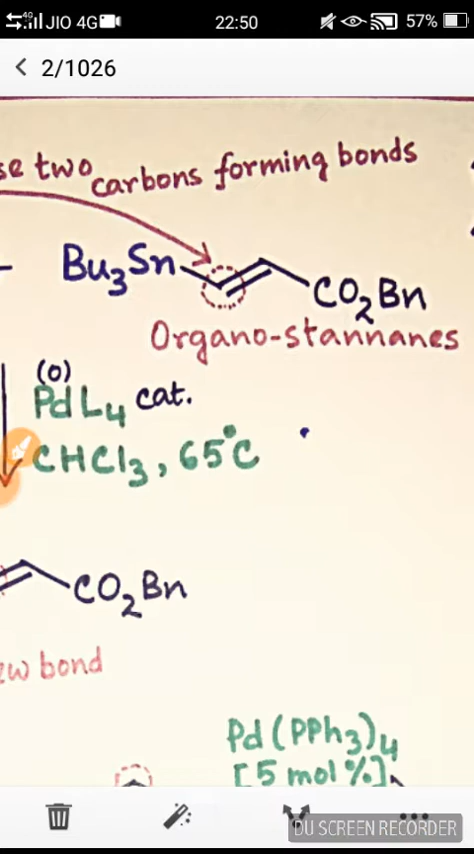 4G JIO 4G 22:50 57%
2/1026
se two carbons forming bonds
Bu3Sn CO2Bn
Organo-stannanes
(0)
PdL4 cat.
CHCl3, 65°C
CO2Bn
ew bond
Pd(PPh3)4
[5 mol%]
DU SCREEN RECORDER